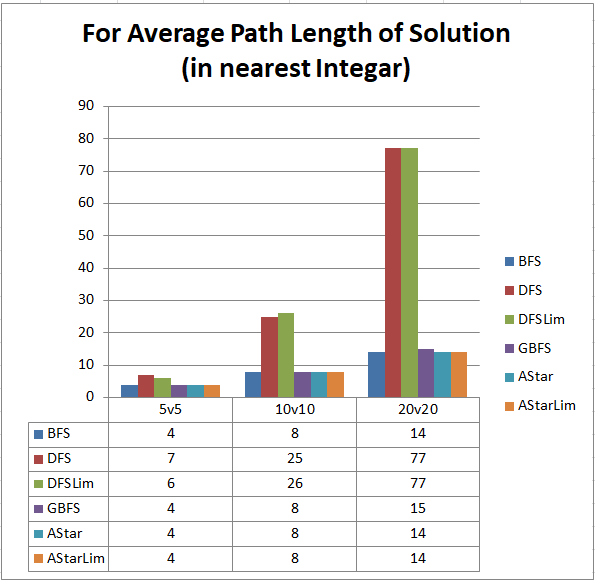 For Average Path Length of Solution
(in nearest Integar)
90
80
70
60
50
40
30
20
10
0
5v5 10v10 20v20
BFS 4 8 14
DFS 7 25 77
DFSLim 6 26 77
GBFS 4 8 15
AStar 4 8 14
AStarLim 4 8 14
BFS
DFS
DFSLim
GBFS
AStar
AStarLim